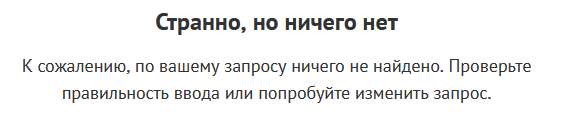 Странно, но ничего нет
К сожалению, по вашему запросу ничего не найдено. Проверьте
правильность ввода или попробуйте изменить запрос.